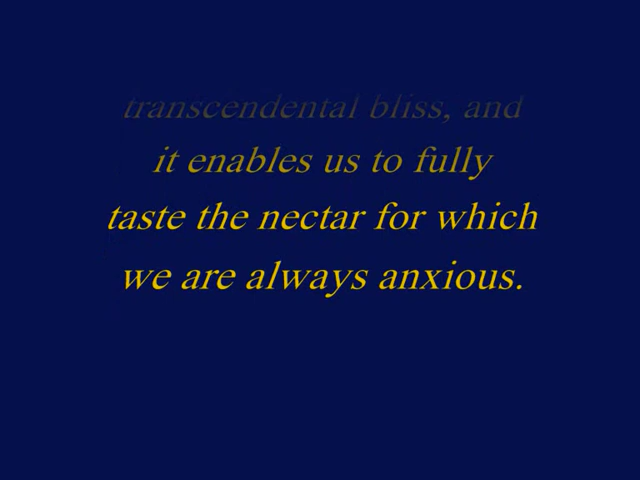 transcendental bliss, and
it enables us to fully
taste the nectar for which
we are always anxious.